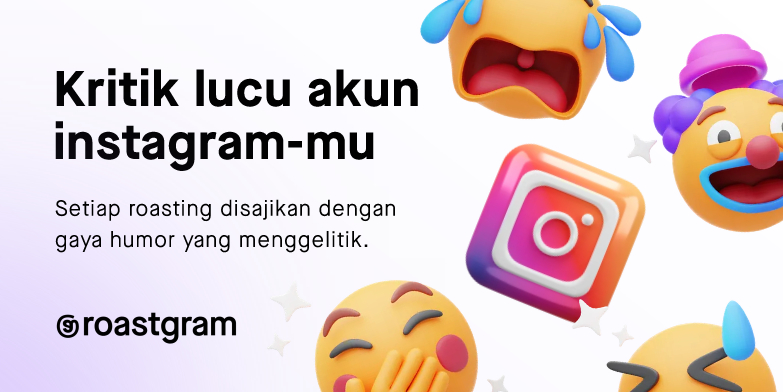 Kritik lucu akun
instagram-mu
Setiap roasting disajikan dengan
gaya humor yang menggelitik.
roastgram